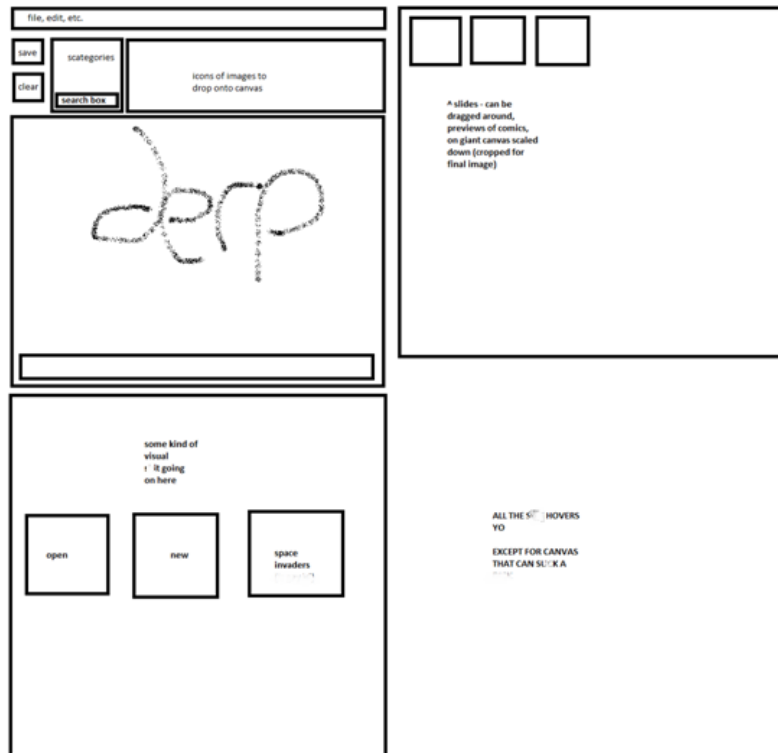 file, edit, etc.
save
clear
scategories
search box
icons of images to
drop onto canvas
derp
^ slides - can be
dragged around,
previews of comics,
on giant canvas scaled
down (cropped for
final image)
some kind of
visual
it going
on here
open
new
space
invaders
ALL THE HOVERS
YO
EXCEPT FOR CANVAS
THAT CAN SUCK A